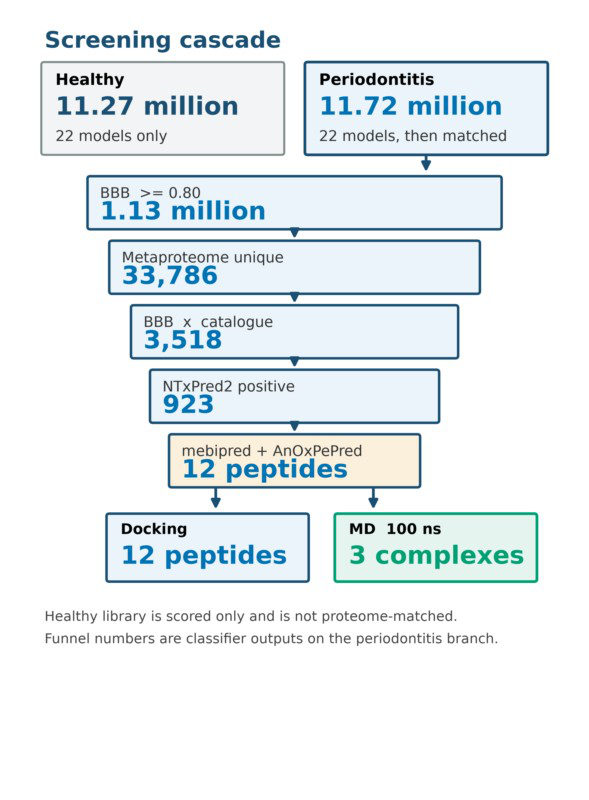 Screening cascade
Healthy
11.27 million
22 models only
Periodontitis
11.72 million
22 models, then matched
BBB >= 0.80
1.13 million
Metaproteome unique
33,786
BBB x catalogue
3,518
NTxPred2 positive
923
mebipred + AnOxPePred
12 peptides
Docking
12 peptides
MD 100 ns
3 complexes
Healthy library is scored only and is not proteome-matched.
Funnel numbers are classifier outputs on the periodontitis branch.